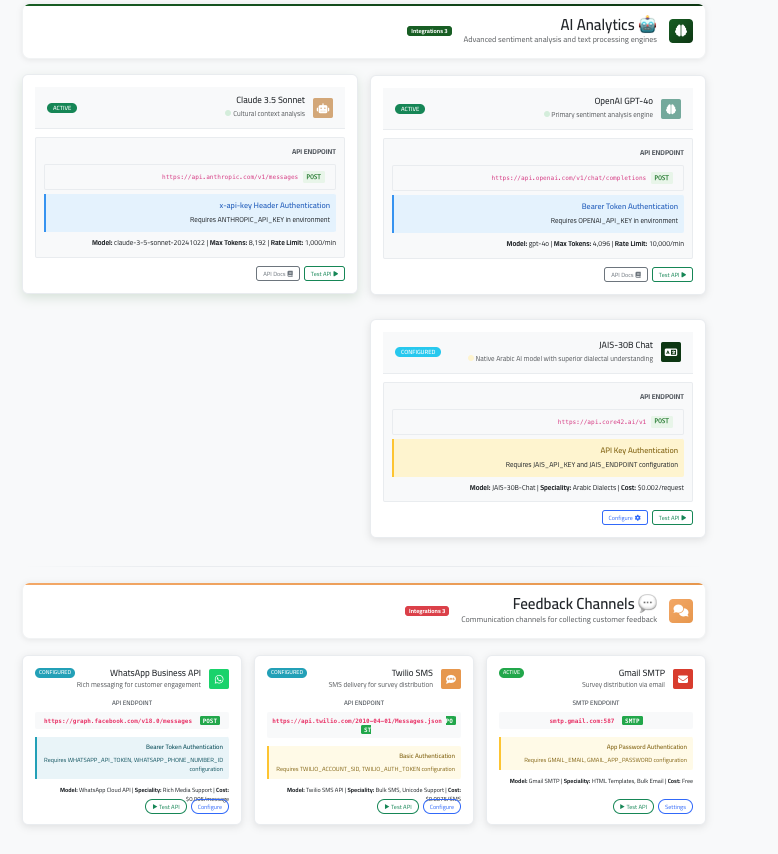 AI Analytics 🤖
Advanced sentiment analysis and text processing engines
Integrations 3
OpenAI GPT-4o
Primary sentiment analysis engine
ACTIVE
API ENDPOINT
https://api.openai.com/v1/chat/completions POST
Bearer Token Authentication
Requires OPENAI_API_KEY in environment
Model: gpt-4o | Max Tokens: 4,096 | Rate Limit: 10,000/min
API Docs
Test API
Claude 3.5 Sonnet
Cultural context analysis
ACTIVE
API ENDPOINT
https://api.anthropic.com/v1/messages POST
x-api-key Header Authentication
Requires ANTHROPIC_API_KEY in environment
Model: claude-3-5-sonnet-20241022 | Max Tokens: 8,192 | Rate Limit: 1,000/min
API Docs
Test API
JAIS-30B Chat
Native Arabic AI model with superior dialectal understanding
CONFIGURED
API ENDPOINT
https://api.core42.ai/v1 POST
API Key Authentication
Requires JAIS_API_KEY and JAIS_ENDPOINT configuration
Model: JAIS-30B-Chat | Speciality: Arabic Dialects | Cost: $0.002/request
Configure
Test API
Feedback Channels 💬
Communication channels for collecting customer feedback
Integrations 3
Gmail SMTP
Survey distribution via email
ACTIVE
SMTP ENDPOINT
smtp.gmail.com:587 SMTP
App Password Authentication
Requires GMAIL_EMAIL, GMAIL_APP_PASSWORD configuration
Model: Gmail SMTP | Speciality: HTML Templates, Bulk Email | Cost: Free
Test API
Settings
Twilio SMS
SMS delivery for survey distribution
CONFIGURED
API ENDPOINT
https://api.twilio.com/2010-04-01/Messages.json PO
ST
Basic Authentication
Requires TWILIO_ACCOUNT_SID, TWILIO_AUTH_TOKEN configuration
Model: Twilio SMS API | Speciality: Bulk SMS, Unicode Support | Cost:
$0.0075/SMS
Test API
Configure
WhatsApp Business API
Rich messaging for customer engagement
CONFIGURED
API ENDPOINT
https://graph.facebook.com/v18.0/messages POST
Bearer Token Authentication
Requires WHATSAPP_API_TOKEN, WHATSAPP_PHONE_NUMBER_ID
configuration
Model: WhatsApp Cloud API | Speciality: Rich Media Support | Cost:
$0.005/message
Test API
Configure